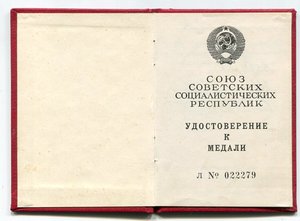 СОЮЗ
СОВЕТСКИХ
СОЦИАЛИСТИЧЕСКИХ
РЕСПУБЛИК
УДОСТОВЕРЕНИЕ
К
МЕДАЛИ
Л № 022279